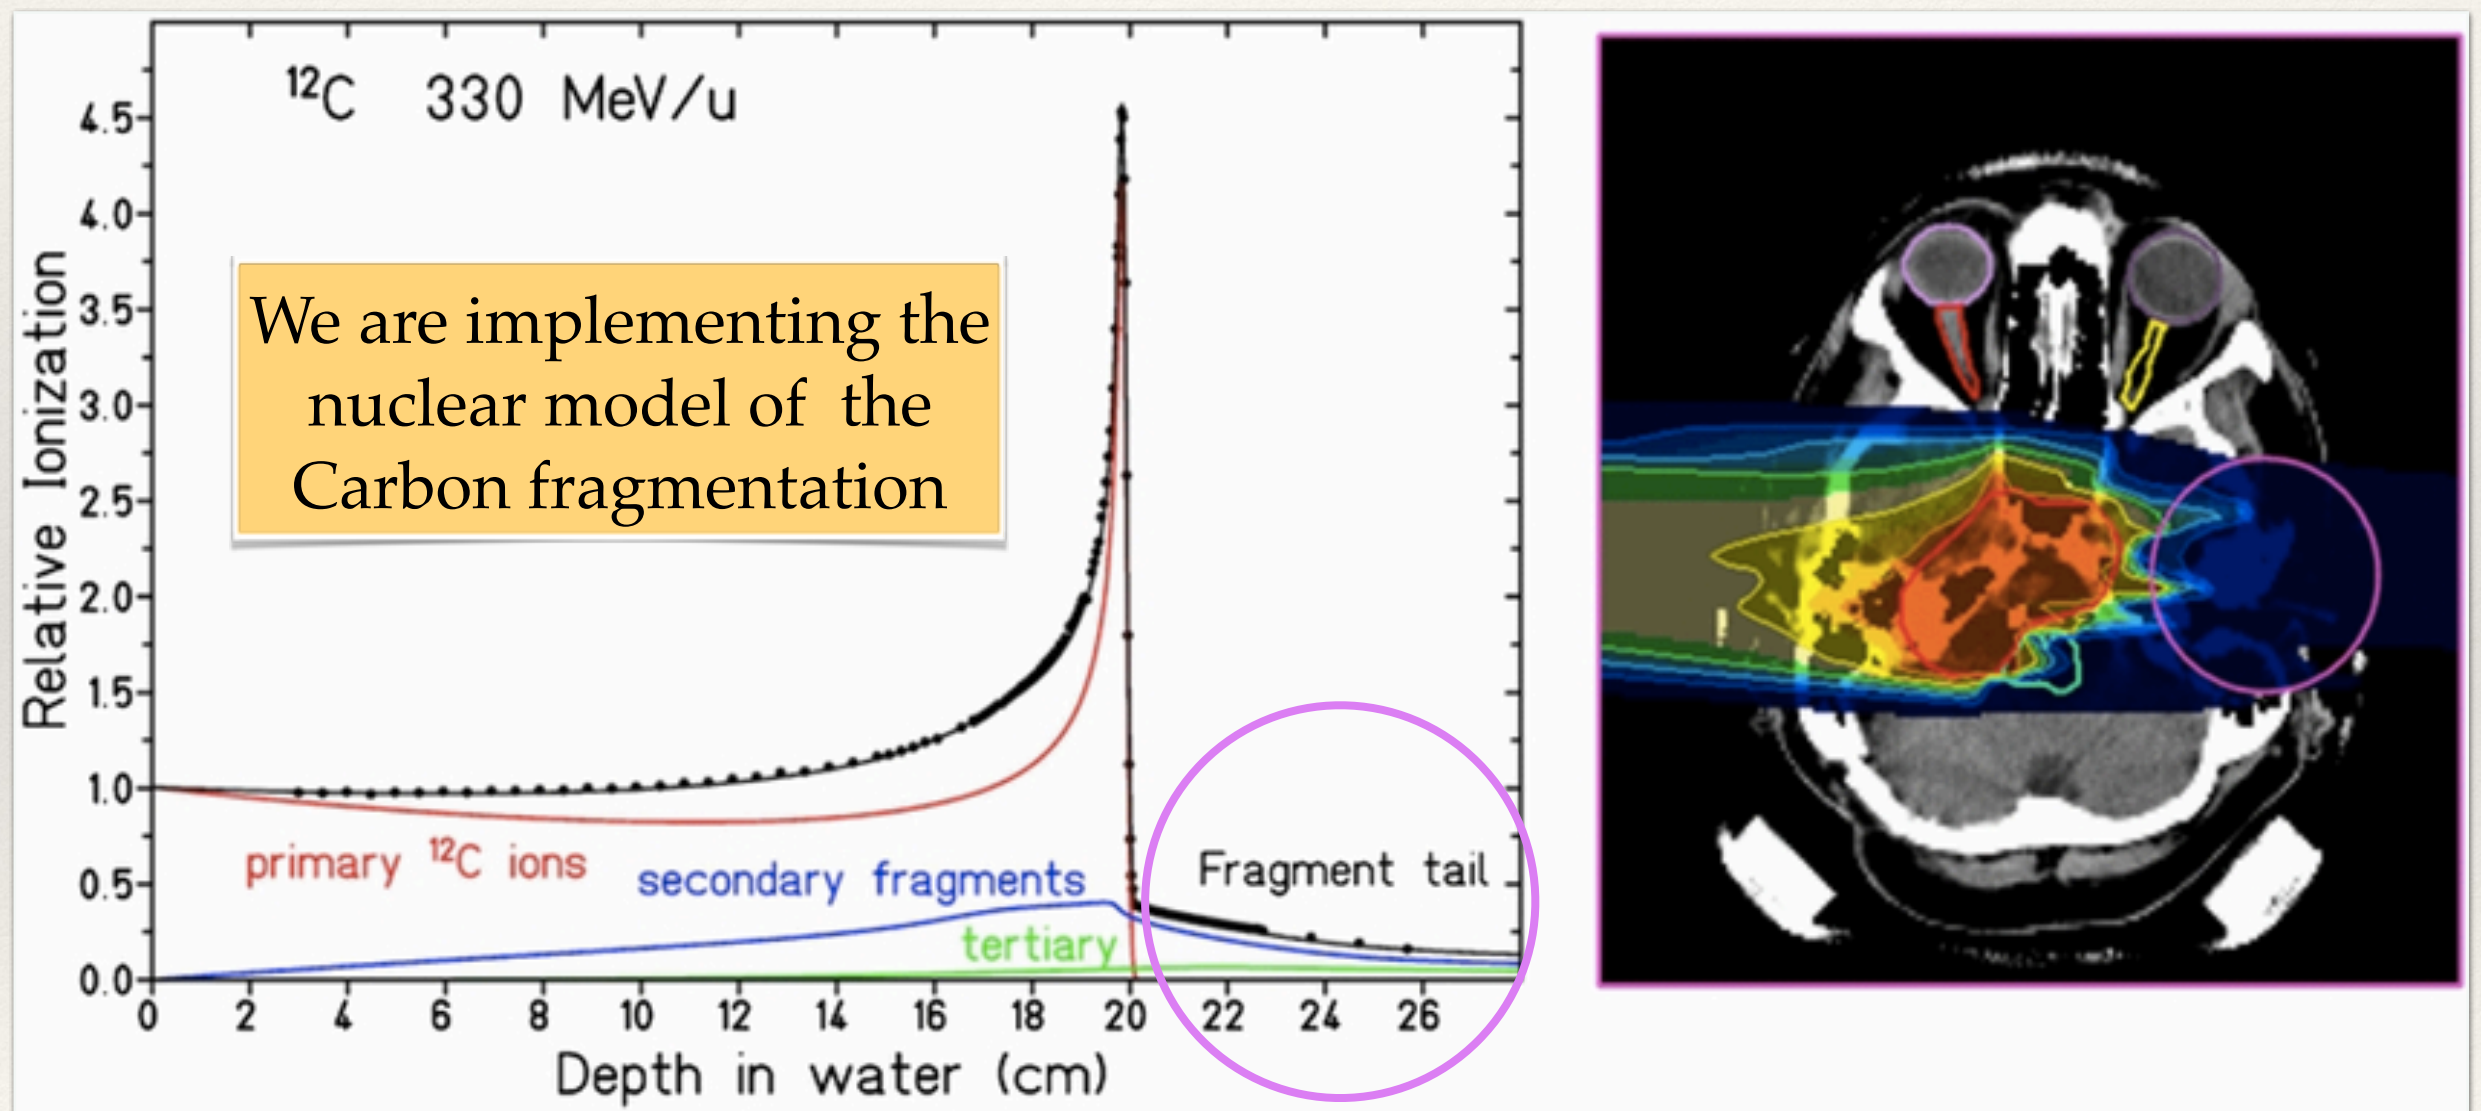 ¹²C 330 MeV/u
4.5
4.0
3.5
3.0
2.5
2.0
1.5
1.0
0.5
0.0
Relative Ionization
We are implementing the
nuclear model of the
Carbon fragmentation
primary ¹²C ions
secondary fragments
tertiary
Fragment tail
0 2 4 6 8 10 12 14 16 18 20 22 24 26
Depth in water (cm)